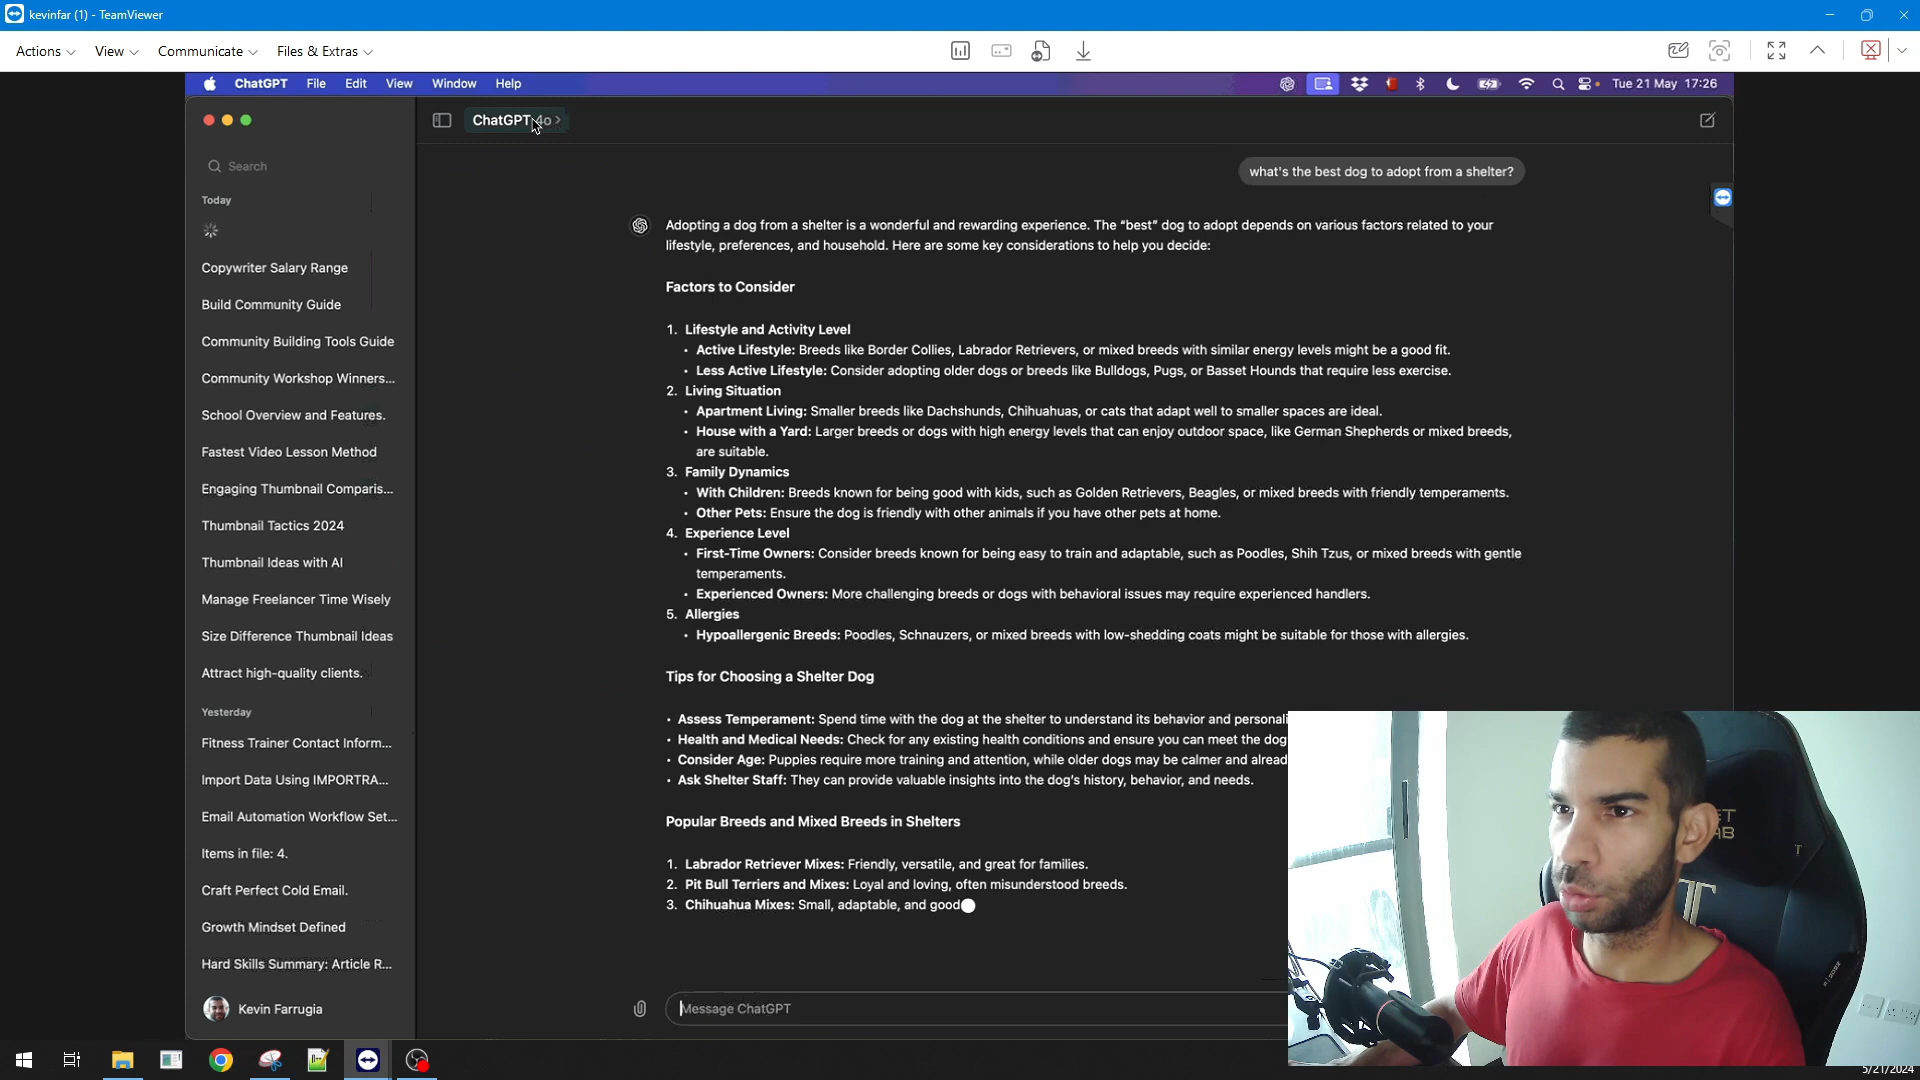 kevinfar (1) - TeamViewer
Actions View Communicate Files & Extras
ChatGPT File Edit View Window Help Tue 21 May 17:26
ChatGPT 4o >
Search
Today
Copywriter Salary Range
Build Community Guide
Community Building Tools Guide
Community Workshop Winners...
School Overview and Features.
Fastest Video Lesson Method
Engaging Thumbnail Comparis...
Thumbnail Tactics 2024
Thumbnail Ideas with AI
Manage Freelancer Time Wisely
Size Difference Thumbnail Ideas
Attract high-quality clients.
Yesterday
Fitness Trainer Contact Inform...
Import Data Using IMPORTRA...
Email Automation Workflow Set...
Items in file: 4.
Craft Perfect Cold Email.
Growth Mindset Defined
Hard Skills Summary: Article R...
Kevin Farrugia
what's the best dog to adopt from a shelter?
Adopting a dog from a shelter is a wonderful and rewarding experience. The “best” dog to adopt depends on various factors related to your
lifestyle, preferences, and household. Here are some key considerations to help you decide:
Factors to Consider
1. Lifestyle and Activity Level
• Active Lifestyle: Breeds like Border Collies, Labrador Retrievers, or mixed breeds with similar energy levels might be a good fit.
• Less Active Lifestyle: Consider adopting older dogs or breeds like Bulldogs, Pugs, or Basset Hounds that require less exercise.
2. Living Situation
• Apartment Living: Smaller breeds like Dachshunds, Chihuahuas, or cats that adapt well to smaller spaces are ideal.
• House with a Yard: Larger breeds or dogs with high energy levels that can enjoy outdoor space, like German Shepherds or mixed breeds,
are suitable.
3. Family Dynamics
• With Children: Breeds known for being good with kids, such as Golden Retrievers, Beagles, or mixed breeds with friendly temperaments.
• Other Pets: Ensure the dog is friendly with other animals if you have other pets at home.
4. Experience Level
• First-Time Owners: Consider breeds known for being easy to train and adaptable, such as Poodles, Shih Tzus, or mixed breeds with gentle
temperaments.
• Experienced Owners: More challenging breeds or dogs with behavioral issues may require experienced handlers.
5. Allergies
• Hypoallergenic Breeds: Poodles, Schnauzers, or mixed breeds with low-shedding coats might be suitable for those with allergies.
Tips for Choosing a Shelter Dog
• Assess Temperament: Spend time with the dog at the shelter to understand its behavior and personali
• Health and Medical Needs: Check for any existing health conditions and ensure you can meet the dog
• Consider Age: Puppies require more training and attention, while older dogs may be calmer and alread
• Ask Shelter Staff: They can provide valuable insights into the dog’s history, behavior, and needs.
Popular Breeds and Mixed Breeds in Shelters
1. Labrador Retriever Mixes: Friendly, versatile, and great for families.
2. Pit Bull Terriers and Mixes: Loyal and loving, often misunderstood breeds.
3. Chihuahua Mixes: Small, adaptable, and good
Message ChatGPT
5/21/2024